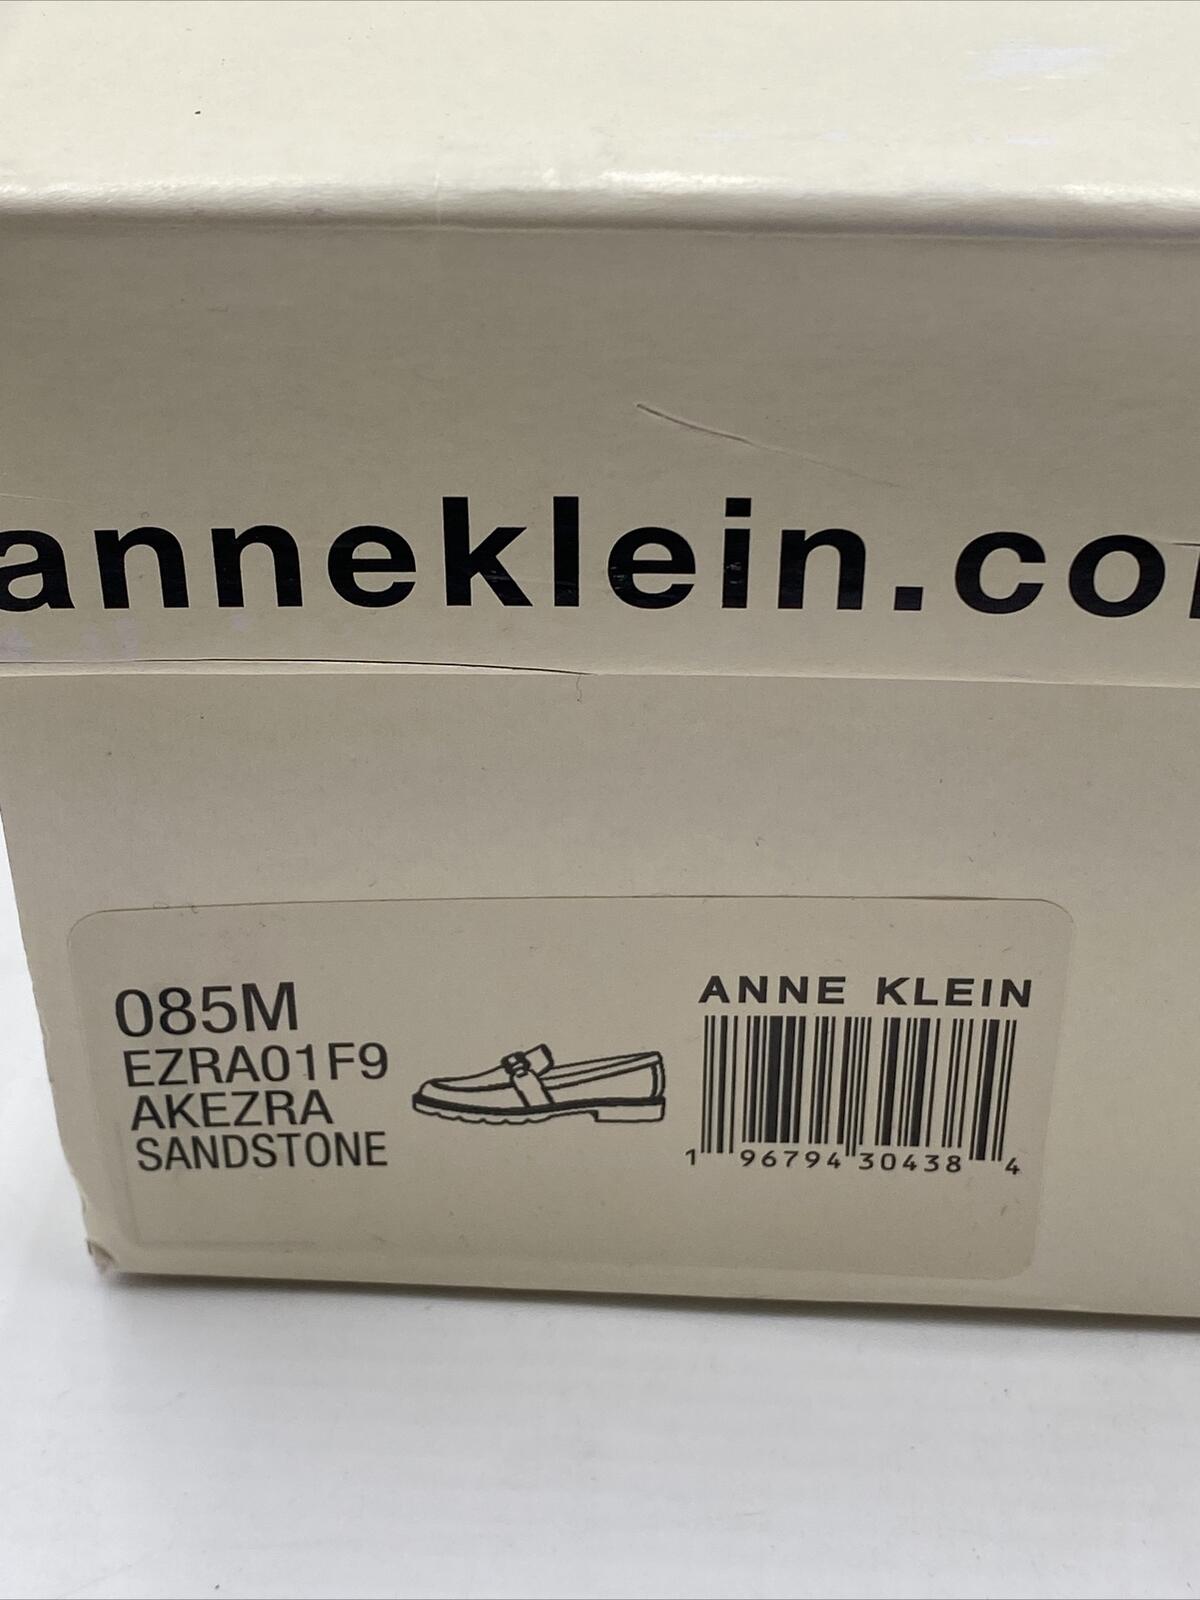 anneklein.co
085M
EZRA01F9
AKEZRA
SANDSTONE
ANNE KLEIN
1 96794 30438 4